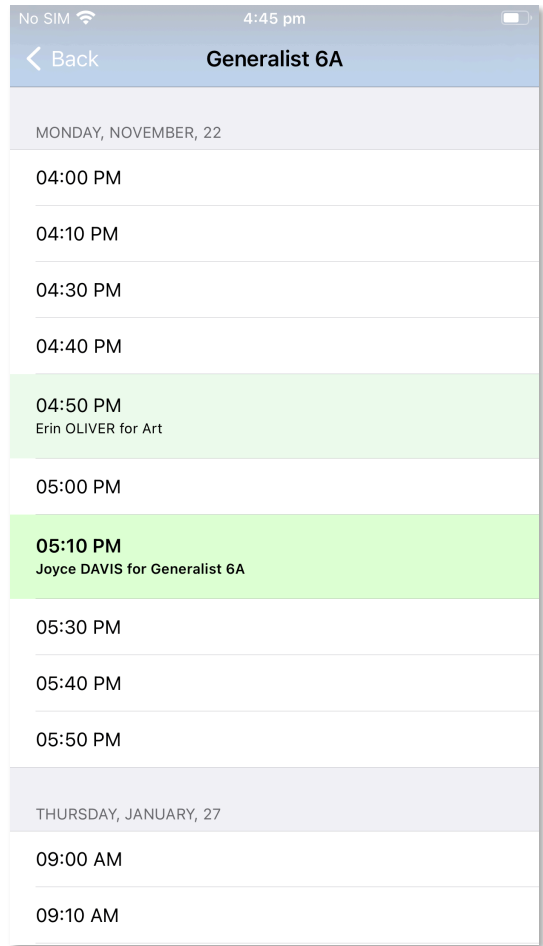 No SIM 4:45 pm
Back Generalist 6A
MONDAY, NOVEMBER, 22
04:00 PM
04:10 PM
04:30 PM
04:40 PM
04:50 PM
Erin OLIVER for Art
05:00 PM
05:10 PM
Joyce DAVIS for Generalist 6A
05:30 PM
05:40 PM
05:50 PM
THURSDAY, JANUARY, 27
09:00 AM
09:10 AM